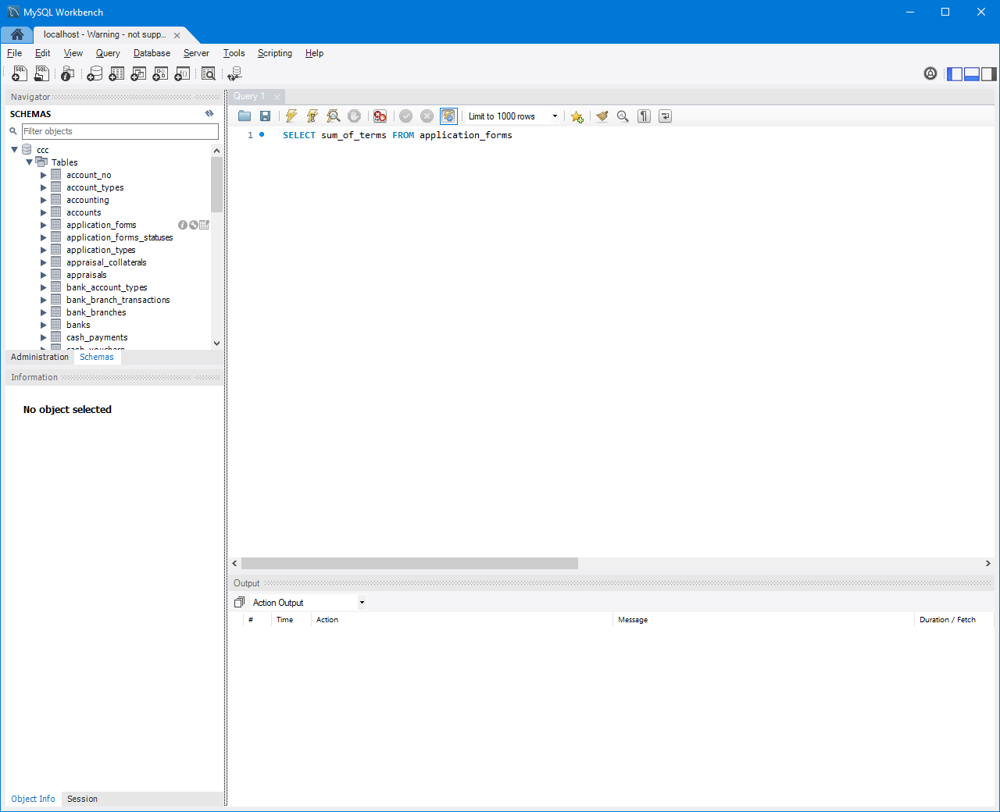 MySQL Workbench
localhost - Warning - not supp...
File Edit View Query Database Server Tools Scripting Help
Navigator
SCHEMAS
Filter objects
ccc
Tables
account_no
account_types
accounting
accounts
application_forms
application_forms_statuses
application_types
appraisal_collaterals
appraisals
bank_account_types
bank_branch_transactions
bank_branches
banks
cash_payments
cash_vouchers
Administration Schemas
Information
No object selected
Object Info Session
Query 1
Limit to 1000 rows
1 SELECT sum_of_terms FROM application_forms
Output
Action Output
# Time Action Message Duration / Fetch